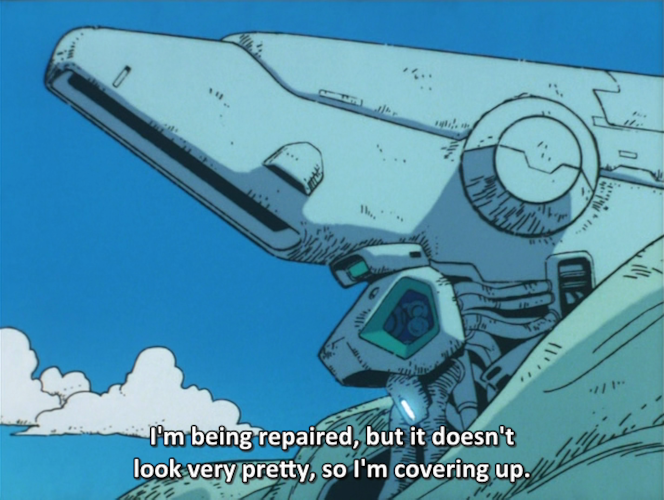 I'm being repaired, but it doesn't
look very pretty, so I'm covering up.